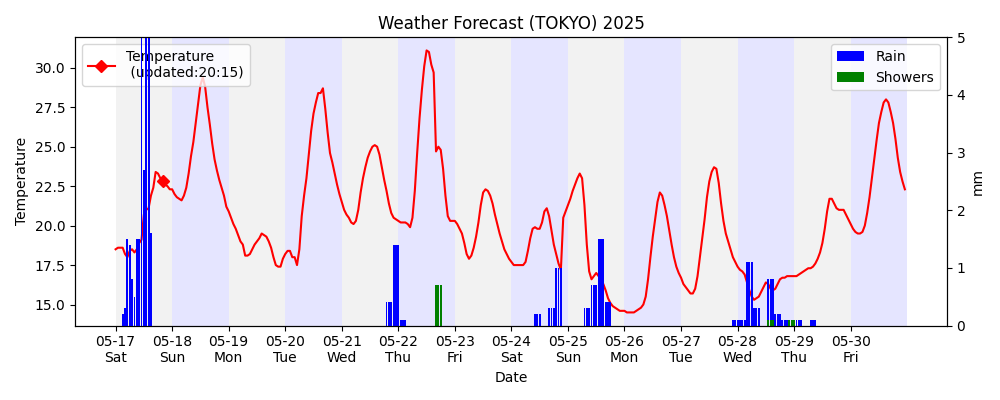 Weather Forecast (TOKYO) 2025
Temperature
(updated:20:15)
Rain
Showers
30.0
27.5
25.0
22.5
20.0
17.5
15.0
Temperature
5
4
3
2
1
0
mm
05-17 05-18 05-19 05-20 05-21 05-22 05-23 05-24 05-25 05-26 05-27 05-28 05-29 05-30
Sat Sun Mon Tue Wed Thu Fri Sat Sun Mon Tue Wed Thu Fri
Date